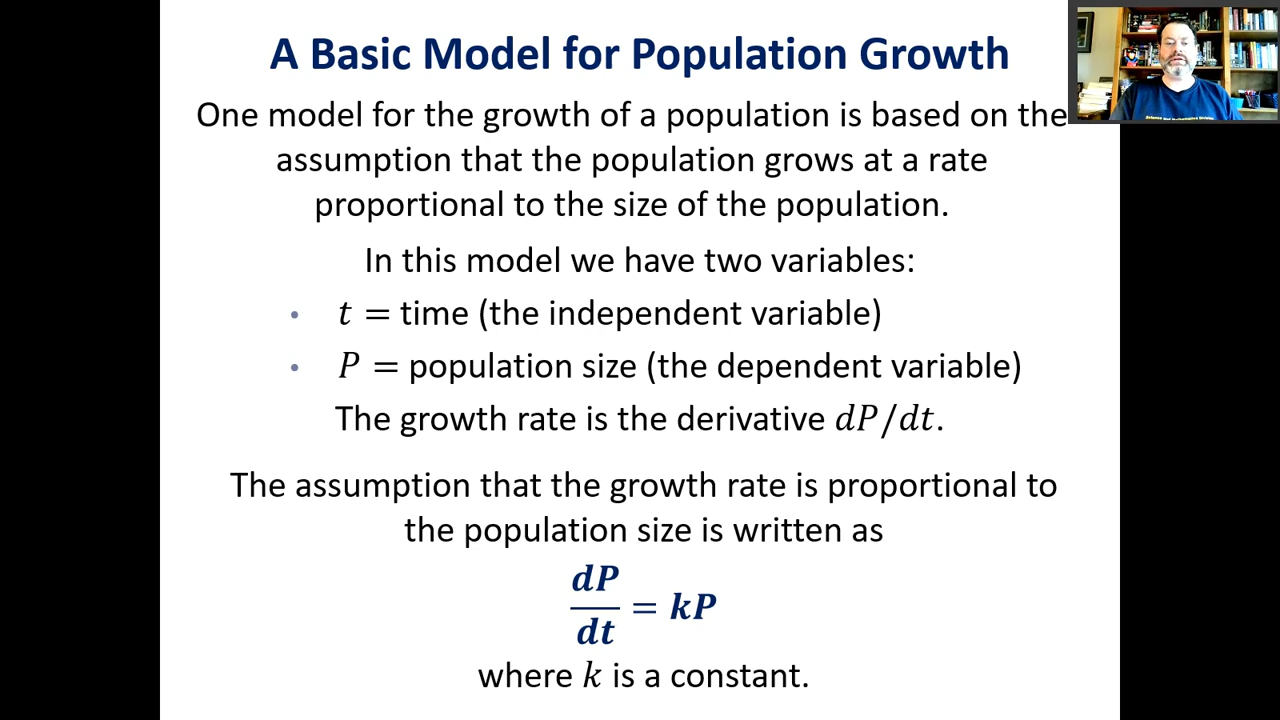 A Basic Model for Population Growth
One model for the growth of a population is based on the
assumption that the population grows at a rate
proportional to the size of the population.
In this model we have two variables:
• t = time (the independent variable)
• P = population size (the dependent variable)
The growth rate is the derivative dP/dt.
The assumption that the growth rate is proportional to
the population size is written as
dP/dt = kP
where k is a constant.